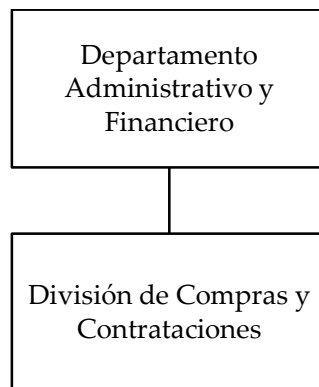 Departamento
Administrativo y
Financiero
División de Compras y
Contrataciones